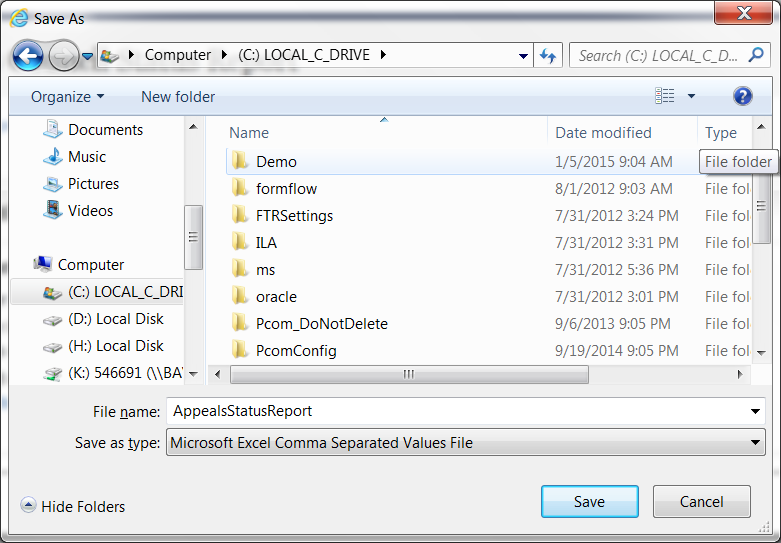 Save As
Computer (C:) LOCAL_C_DRIVE Search (C:) LOCAL_C_D...
Organize New folder
Documents
Music
Pictures
Videos
Computer
(C:) LOCAL_C_DRI
(D:) Local Disk
(H:) Local Disk
(K:) 546691 (\\BA
Name Date modified Type
Demo 1/5/2015 9:04 AM File folder
formflow 8/1/2012 9:03 AM File fol
FTRSettings 7/31/2012 3:24 PM File fol
ILA 7/31/2012 3:31 PM File fol
ms 7/31/2012 5:36 PM File fol
oracle 7/31/2012 3:01 PM File fol
Pcom_DoNotDelete 9/6/2013 9:05 PM File fol
PcomConfig 9/19/2014 9:05 PM File fol
File name: AppealsStatusReport
Save as type: Microsoft Excel Comma Separated Values File
Hide Folders Save Cancel